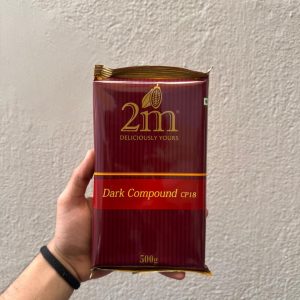 2m
DELICIOUSLY YOURS
Dark Compound CP18
500g